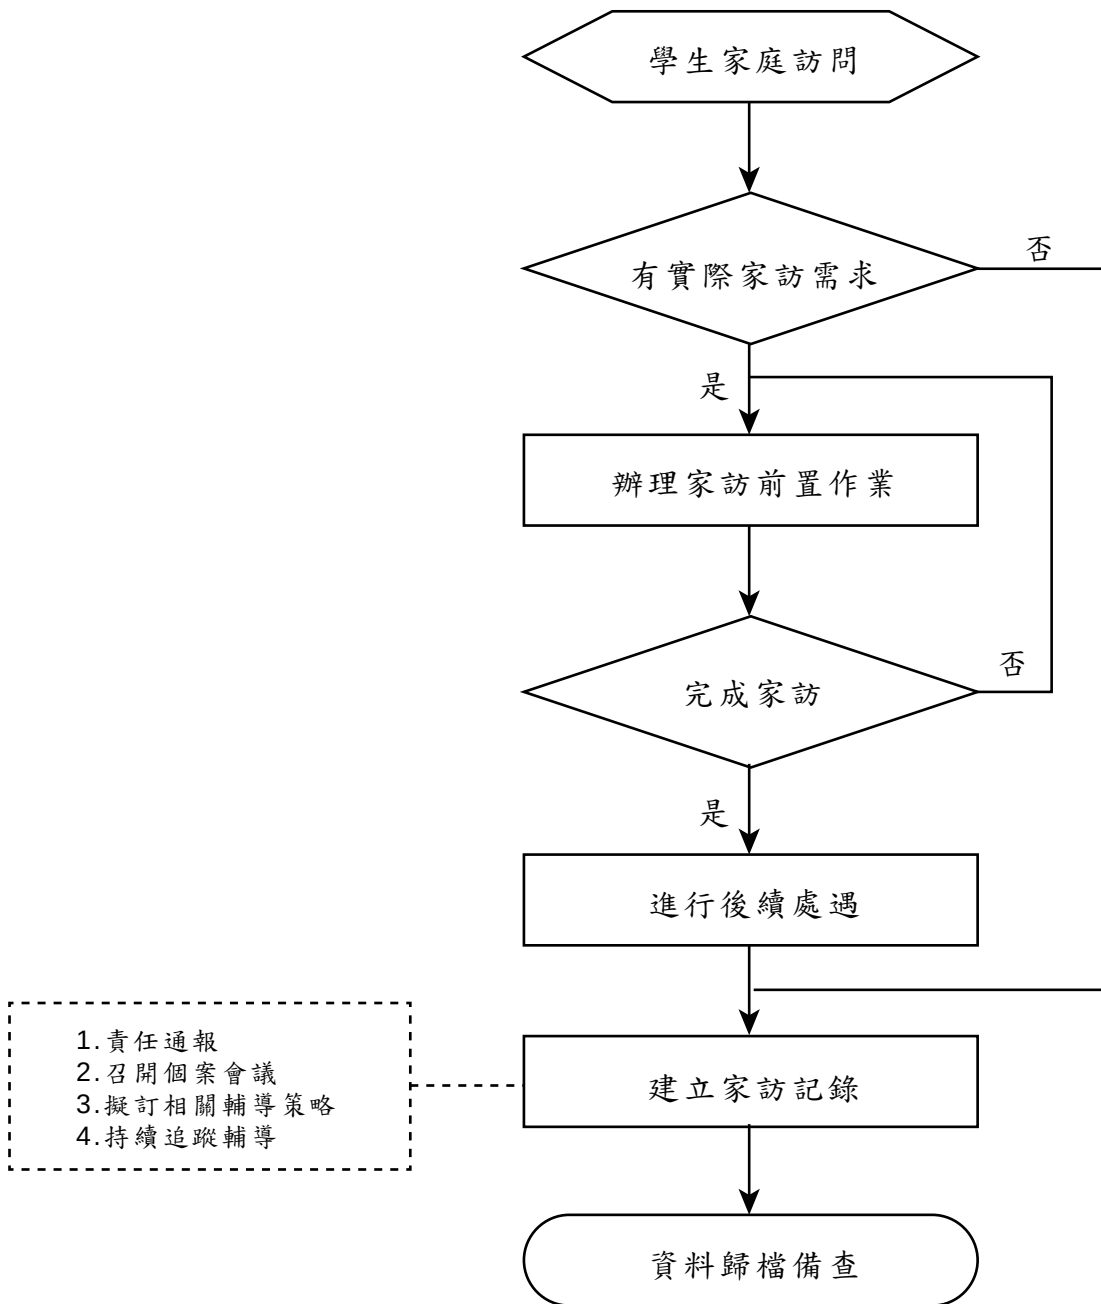 學生家庭訪問
有實際家訪需求
否
是
辦理家訪前置作業
完成家訪
否
是
進行後續處遇
1.責任通報
2.召開個案會議
3.擬訂相關輔導策略
4.持續追蹤輔導
建立家訪記錄
資料歸檔備查